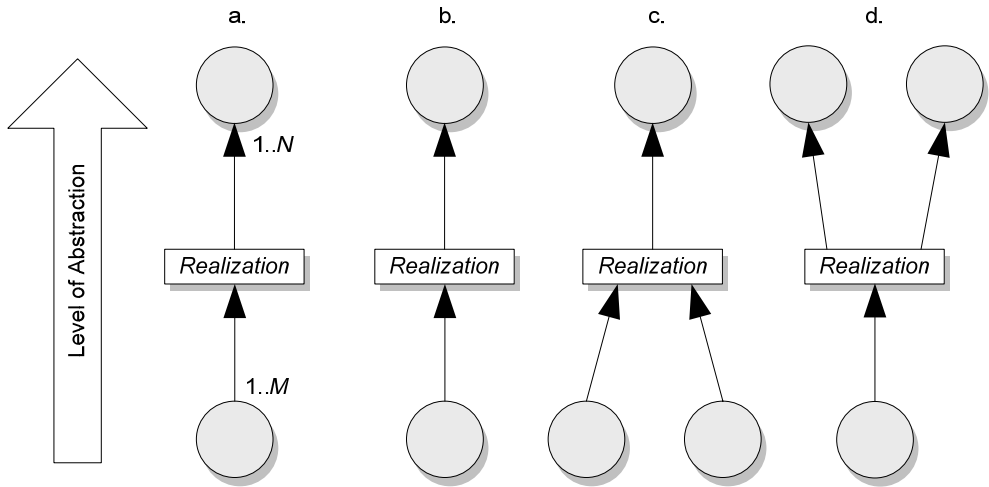 a.
b.
c.
d.
1..N
Level of Abstraction
Realization
Realization
Realization
Realization
1..M